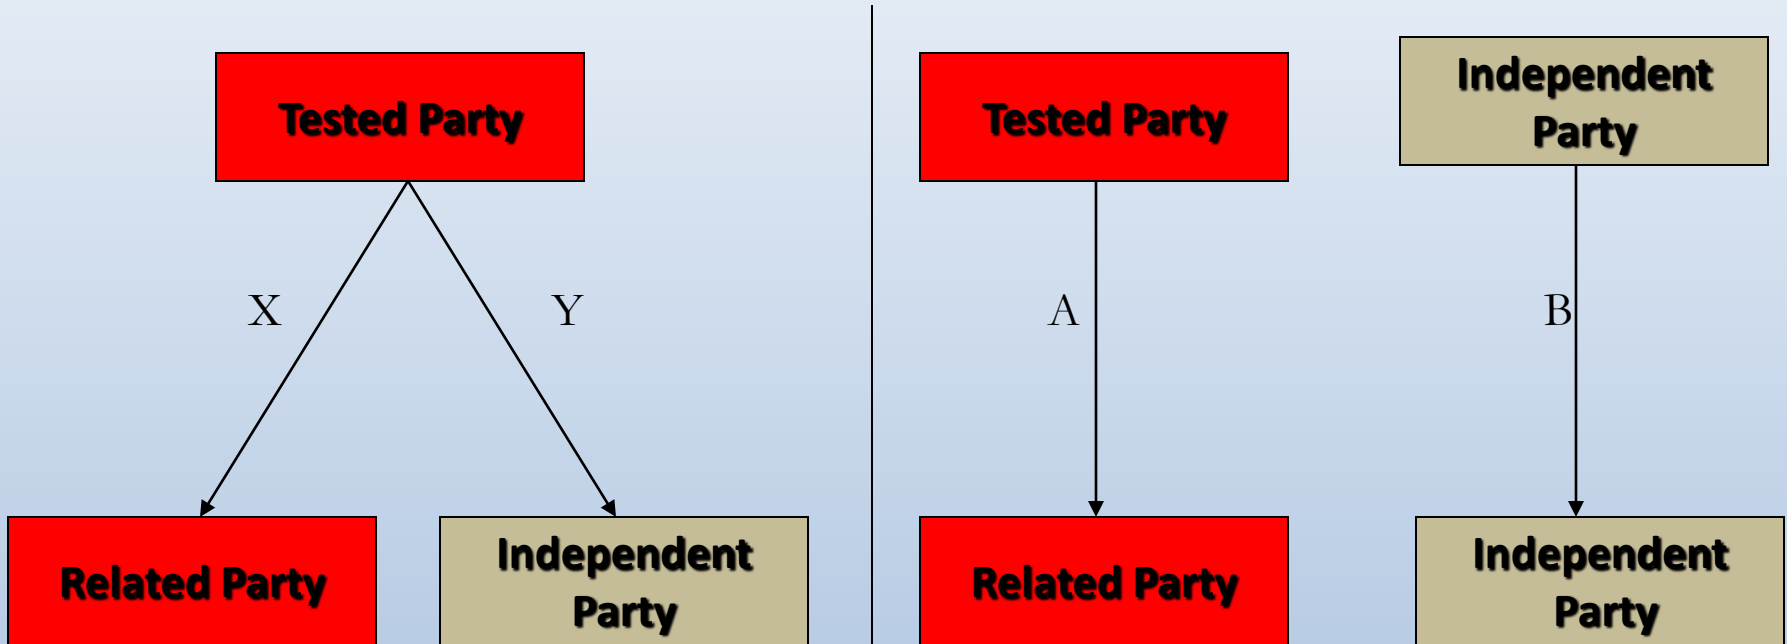 Tested Party
X
Y
Related Party
Independent
Party
Tested Party
Independent
Party
A
B
Related Party
Independent
Party